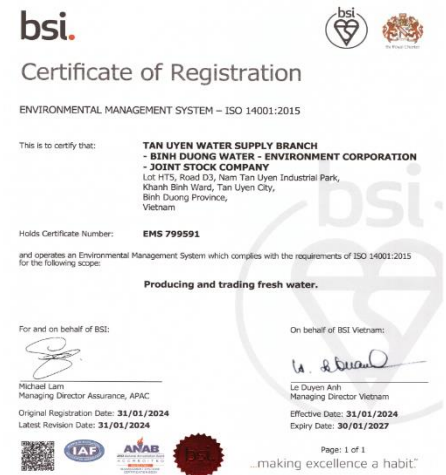 bsi.
bsi
By Royal Charter
Certificate of Registration
ENVIRONMENTAL MANAGEMENT SYSTEM – ISO 14001:2015
This is to certify that:
TAN UYEN WATER SUPPLY BRANCH
- BINH DUONG WATER - ENVIRONMENT CORPORATION
- JOINT STOCK COMPANY
Lot HT5, Road D3, Nam Tan Uyen Industrial Park,
Khanh Binh Ward, Tan Uyen City,
Binh Duong Province,
Vietnam
Holds Certificate Number:
EMS 799591
and operates an Environmental Management System which complies with the requirements of ISO 14001:2015
for the following scope:
Producing and trading fresh water.
For and on behalf of BSI:
On behalf of BSI Vietnam:
Michael Lam
Managing Director Assurance, APAC
Le Duyen Anh
Managing Director Vietnam
Original Registration Date: 31/01/2024
Latest Revision Date: 31/01/2024
Effective Date: 31/01/2024
Expiry Date: 30/01/2027
IAF
ANAB
ACCREDITED
Page: 1 of 1
...making excellence a habit.™
bsi